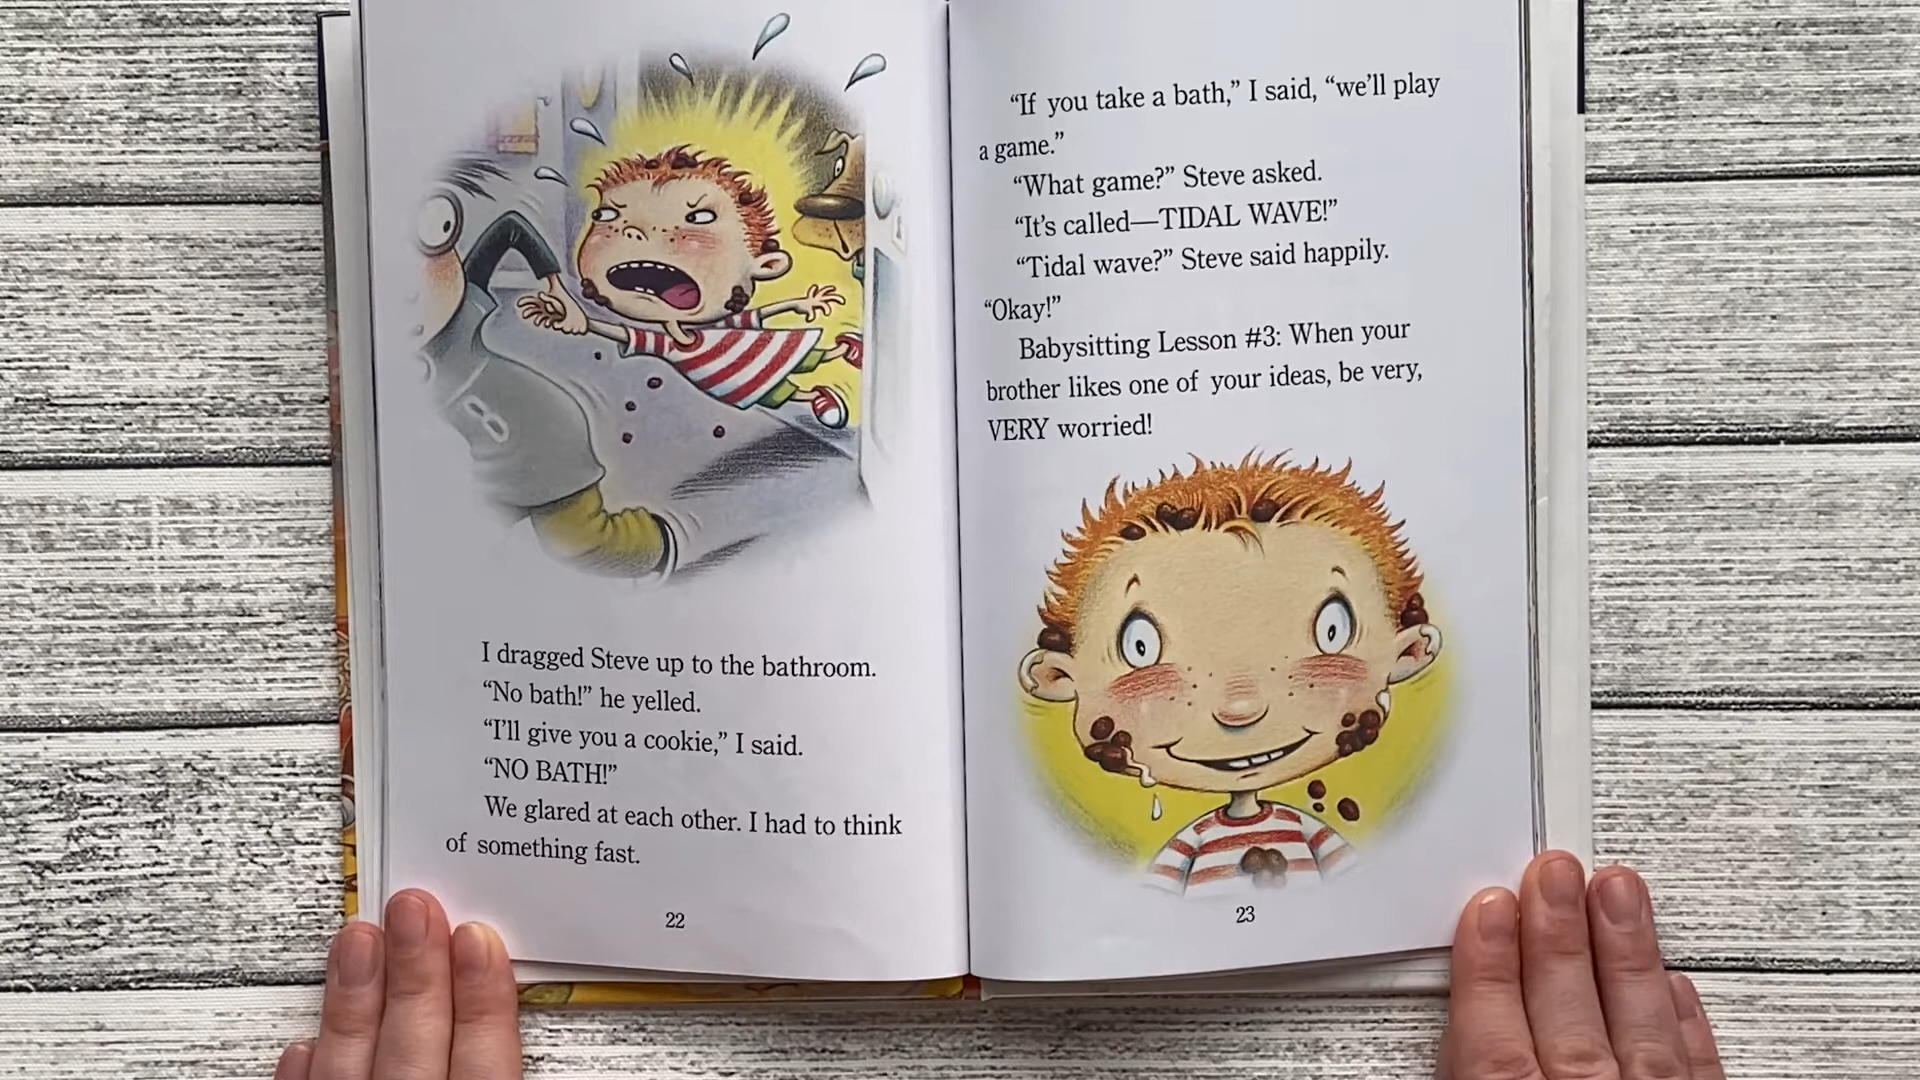 I dragged Steve up to the bathroom.
“No bath!” he yelled.
“I’ll give you a cookie,” I said.
“NO BATH!”
We glared at each other. I had to think
of something fast.
22
“If you take a bath,” I said, “we’ll play
a game.”
“What game?” Steve asked.
“It’s called—TIDAL WAVE!”
“Tidal wave?” Steve said happily.
“Okay!”
Babysitting Lesson #3: When your
brother likes one of your ideas, be very,
VERY worried!
23